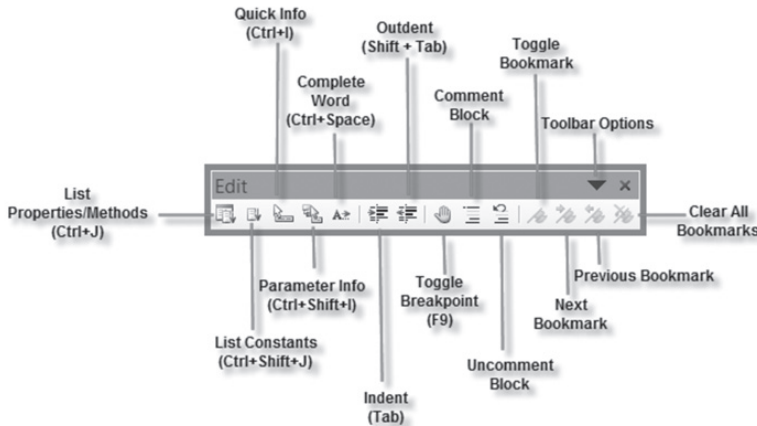 Quick Info
(Ctrl+I)
Outdent
(Shift + Tab)
Toggle
Bookmark
Complete
Word
(Ctrl+Space)
Comment
Block
Toolbar Options
Edit
List
Properties/Methods
(Ctrl+J)
Clear All
Bookmarks
Parameter Info
(Ctrl+Shift+I)
Toggle
Breakpoint
(F9)
Previous Bookmark
Next
Bookmark
List Constants
(Ctrl+Shift+J)
Uncomment
Block
Indent
(Tab)